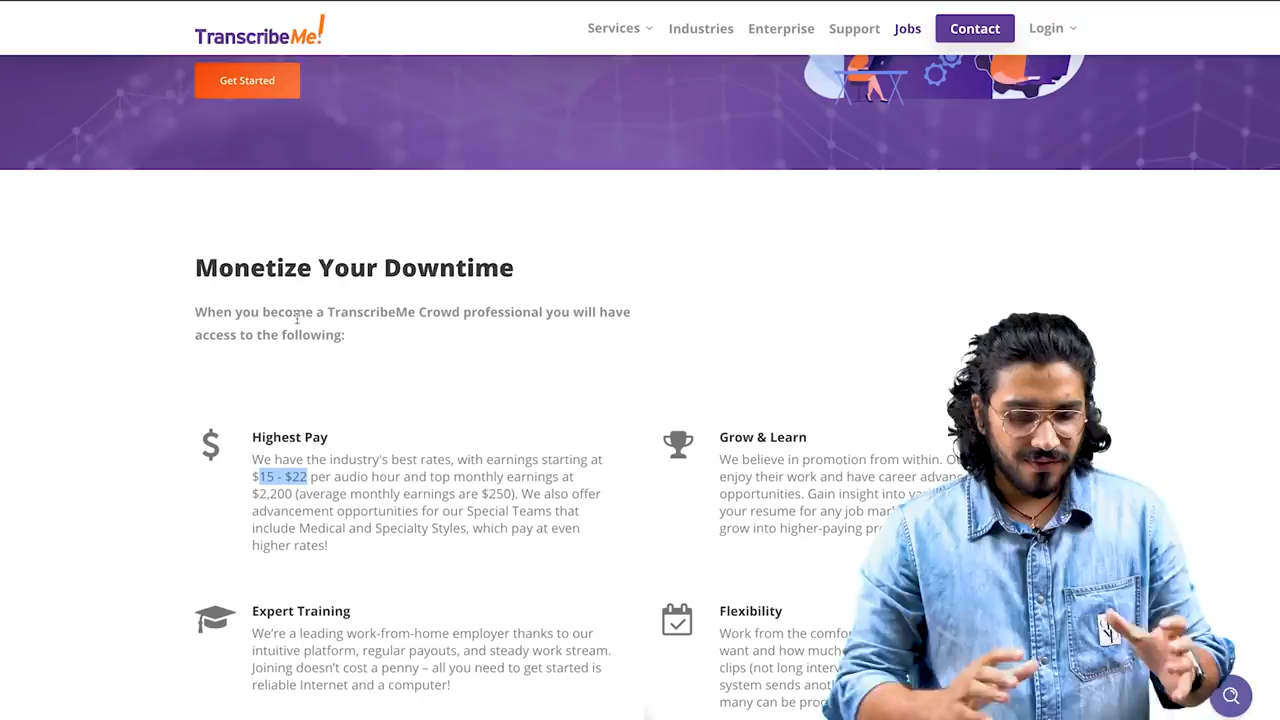 TranscribeMe!
Services
Industries
Enterprise
Support
Jobs
Contact
Login
Get Started
Monetize Your Downtime
When you become a TranscribeMe Crowd professional you will have
access to the following:
Highest Pay
We have the industry's best rates, with earnings starting at
$15 - $22 per audio hour and top monthly earnings at
$2,200 (average monthly earnings are $250). We also offer
advancement opportunities for our Special Teams that
include Medical and Specialty Styles, which pay at even
higher rates!
Grow & Learn
We believe in promotion from within.
enjoy their work and have career
opportunities. Gain insight into
your resume for any job
grow into higher-paying
Expert Training
We're a leading work-from-home employer thanks to our
intuitive platform, regular payouts, and steady work stream.
Joining doesn't cost a penny – all you need to get started is
reliable Internet and a computer!
Flexibility
Work from the
want and how much
clips (not long
system sends
many can be